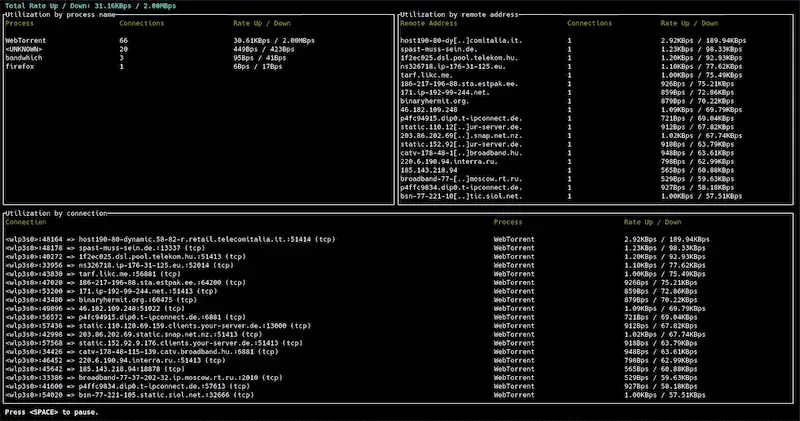 Total Rate Up / Down: 31.16KBps / 2.00MBps
Utilization by process name
Process Connections Rate Up / Down
WebTorrent 66 30.61KBps / 2.00MBps
<UNKNOWN> 20 449Bps / 423Bps
bandwhich 3 95Bps / 41Bps
firefox 1 6Bps / 17Bps
Utilization by remote address
Remote Address Connections Rate Up / Down
host190-80-dy[..]comitalia.it. 1 2.92KBps / 189.94KBps
spast-muss-sein.de. 1 1.23KBps / 98.33KBps
1f2ec025.dsl.pool.telekom.hu. 1 1.20KBps / 92.93KBps
ns326718.ip-176-31-125.eu. 1 1.10KBps / 77.62KBps
tarf.likc.me. 1 1.00KBps / 75.49KBps
186-217-196-88.sta.estpak.ee. 1 926Bps / 75.21KBps
171.ip-192-99-244.net. 1 859Bps / 72.86KBps
binaryhermit.org. 1 879Bps / 70.22KBps
46.182.109.248 1 1.09KBps / 69.79KBps
p4fc94915.dip0.t-ipconnect.de. 1 721Bps / 69.04KBps
static.110.12[..]ur-server.de. 1 912Bps / 67.82KBps
203.86.202.69[..].snap.net.nz. 1 1.02KBps / 67.74KBps
static.152.92[..]ur-server.de. 1 918Bps / 63.79KBps
catv-178-48-1[..]broadband.hu. 1 948Bps / 63.61KBps
220.6.190.94.interra.ru. 1 798Bps / 62.99KBps
185.143.218.94 1 565Bps / 60.88KBps
broadband-77-[..]moscow.rt.ru. 1 529Bps / 59.63KBps
p4ffc9834.dip0.t-ipconnect.de. 1 927Bps / 58.18KBps
bsn-77-221-10[..]tic.siol.net. 1 1.00KBps / 57.51KBps
Utilization by connection
Connection Process Rate Up / Down
<wlp3s0>:48164 => host190-80-dynamic.58-82-r.retail.telecomitalia.it.:51414 (tcp) WebTorrent 2.92KBps / 189.94KBps
<wlp3s0>:48178 => spast-muss-sein.de.:13337 (tcp) WebTorrent 1.23KBps / 98.33KBps
<wlp3s0>:40272 => 1f2ec025.dsl.pool.telekom.hu.:51413 (tcp) WebTorrent 1.20KBps / 92.93KBps
<wlp3s0>:33956 => ns326718.ip-176-31-125.eu.:52014 (tcp) WebTorrent 1.10KBps / 77.62KBps
<wlp3s0>:43830 => tarf.likc.me.:56881 (tcp) WebTorrent 1.00KBps / 75.49KBps
<wlp3s0>:47020 => 186-217-196-88.sta.estpak.ee.:64200 (tcp) WebTorrent 926Bps / 75.21KBps
<wlp3s0>:53200 => 171.ip-192-99-244.net.:51413 (tcp) WebTorrent 859Bps / 72.86KBps
<wlp3s0>:43480 => binaryhermit.org.:60475 (tcp) WebTorrent 879Bps / 70.22KBps
<wlp3s0>:49896 => 46.182.109.248:51022 (tcp) WebTorrent 1.09KBps / 69.79KBps
<wlp3s0>:56572 => p4fc94915.dip0.t-ipconnect.de.:6881 (tcp) WebTorrent 721Bps / 69.04KBps
<wlp3s0>:57436 => static.110.120.69.159.clients.your-server.de.:13000 (tcp) WebTorrent 912Bps / 67.82KBps
<wlp3s0>:42998 => 203.86.202.69.static.snap.net.nz.:51413 (tcp) WebTorrent 1.02KBps / 67.74KBps
<wlp3s0>:57568 => static.152.92.9.176.clients.your-server.de.:51413 (tcp) WebTorrent 918Bps / 63.79KBps
<wlp3s0>:34426 => catv-178-48-115-139.catv.broadband.hu.:6881 (tcp) WebTorrent 948Bps / 63.61KBps
<wlp3s0>:46452 => 220.6.190.94.interra.ru.:51413 (tcp) WebTorrent 798Bps / 62.99KBps
<wlp3s0>:45642 => 185.143.218.94:18878 (tcp) WebTorrent 565Bps / 60.88KBps
<wlp3s0>:33386 => broadband-77-37-202-32.ip.moscow.rt.ru.:2010 (tcp) WebTorrent 529Bps / 59.63KBps
<wlp3s0>:41600 => p4ffc9834.dip0.t-ipconnect.de.:57613 (tcp) WebTorrent 927Bps / 58.18KBps
<wlp3s0>:54020 => bsn-77-221-105.static.siol.net.:32666 (tcp) WebTorrent 1.00KBps / 57.51KBps
Press <SPACE> to pause.